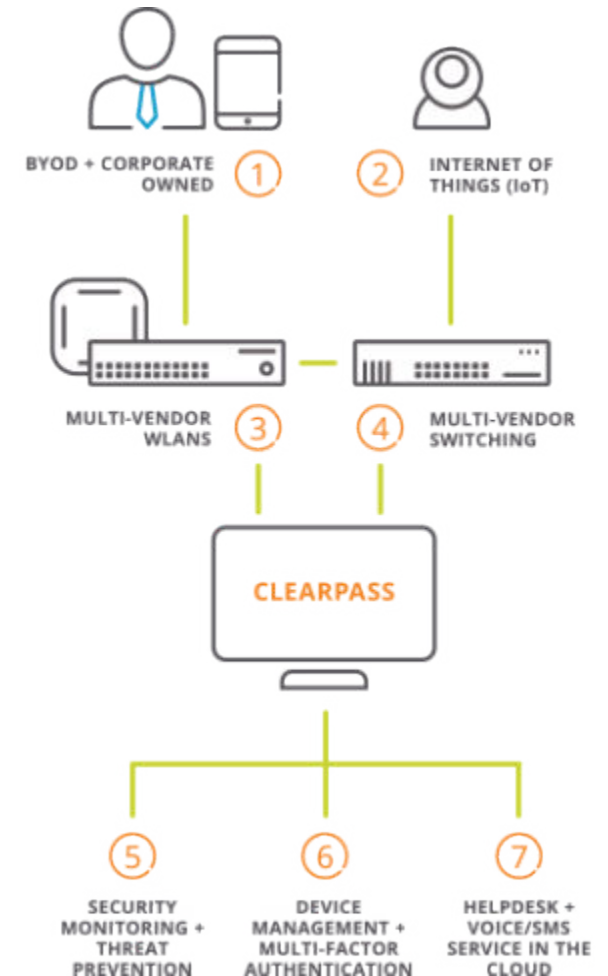 BYOD + CORPORATE
OWNED
1
2
INTERNET OF
THINGS (IoT)
MULTI-VENDOR
WLANS
3
4
MULTI-VENDOR
SWITCHING
CLEARPASS
5
SECURITY
MONITORING +
THREAT
PREVENTION
6
DEVICE
MANAGEMENT +
MULTI-FACTOR
AUTHENTICATION
7
HELPDESK +
VOICE/SMS
SERVICE IN THE
CLOUD